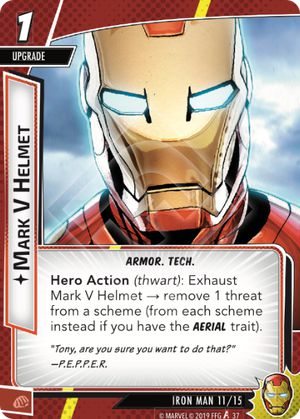 1
UPGRADE
MARK V HELMET
ARMOR. TECH.
Hero Action (thwart): Exhaust
Mark V Helmet → remove 1 threat
from a scheme (from each scheme
instead if you have the AERIAL trait).
"Tony, are you sure you want to do that?"
—P.E.P.P.E.R.
IRON MAN 11/15
© MARVEL © 2019 FFG A 37